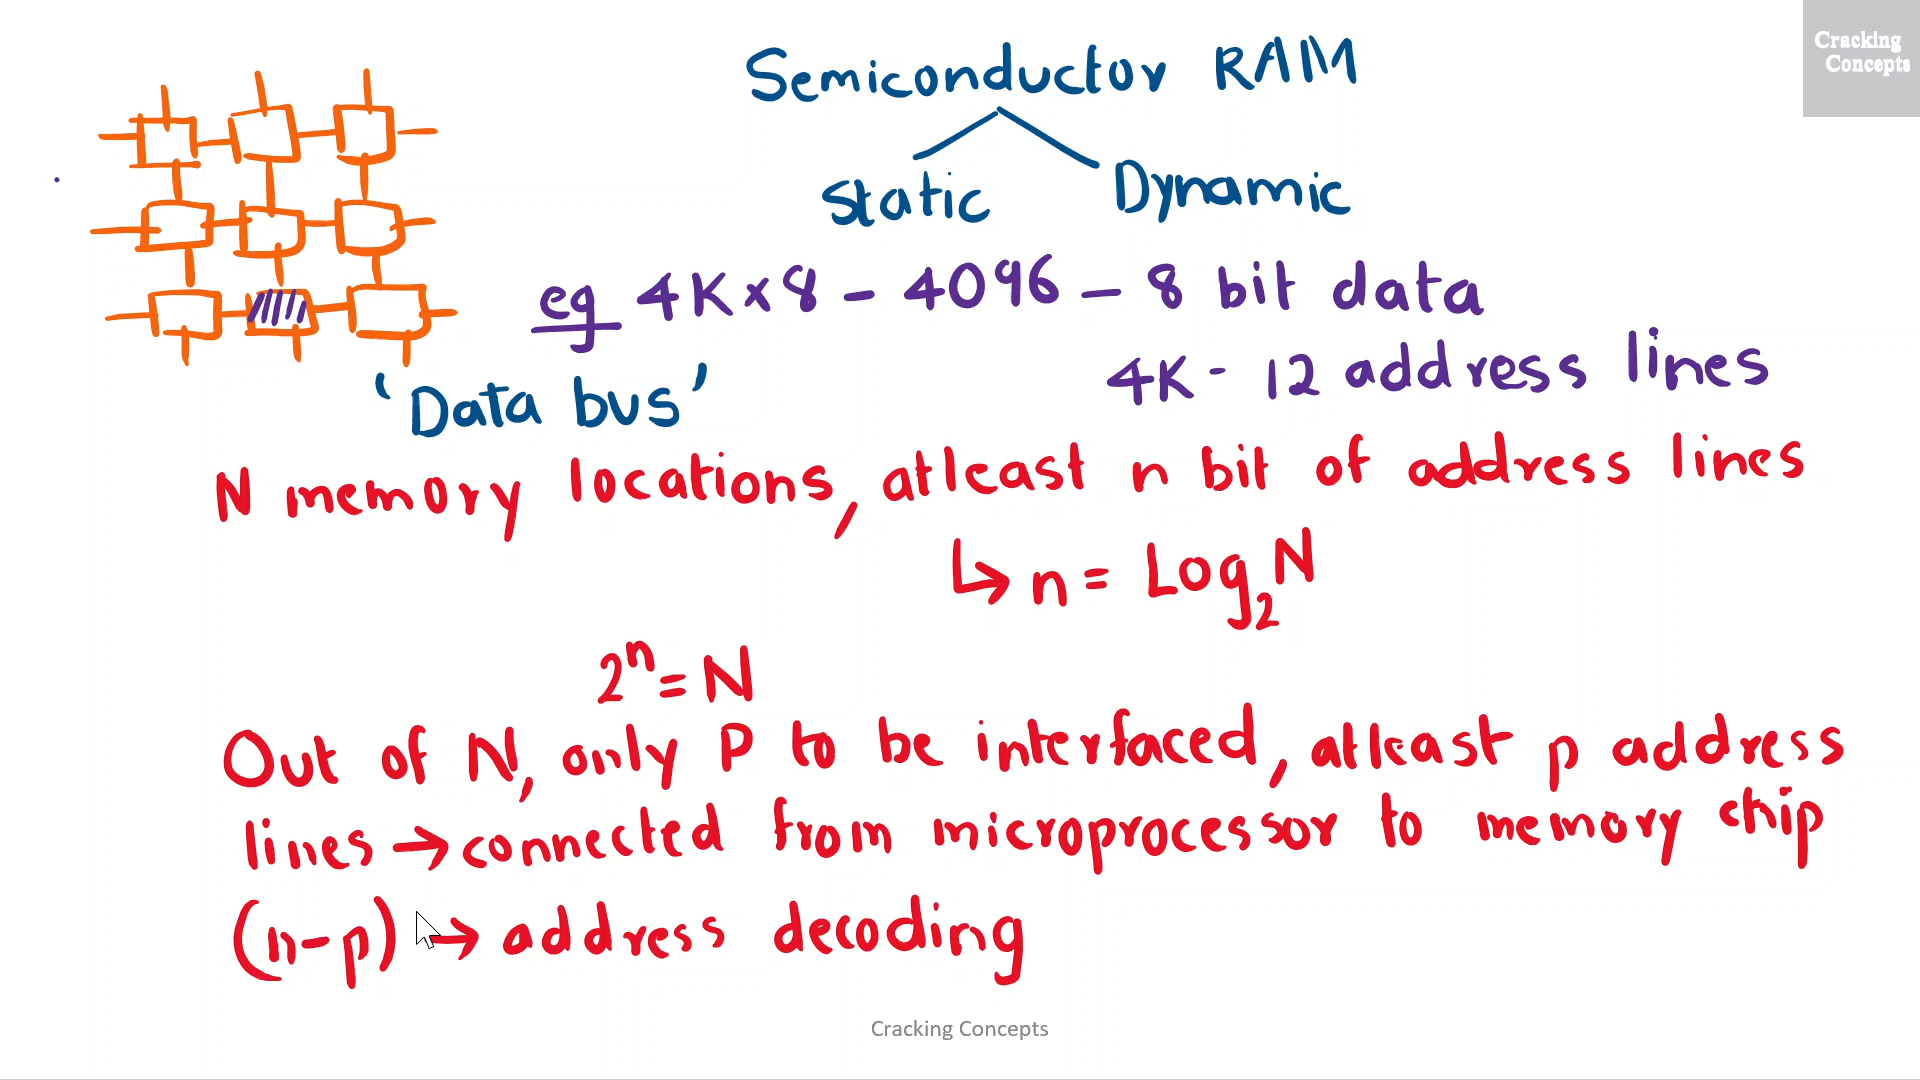 Cracking
Concepts
Semiconductor RAM
Static Dynamic
eg 4K x 8 - 4096 - 8 bit data
4K - 12 address lines
'Data bus'
N memory locations, atleast n bit of address lines
↳ n = Log₂N
2ⁿ = N
Out of N, only P to be interfaced, atleast p address
lines → connected from microprocessor to memory chip
(n-p) → address decoding
Cracking Concepts